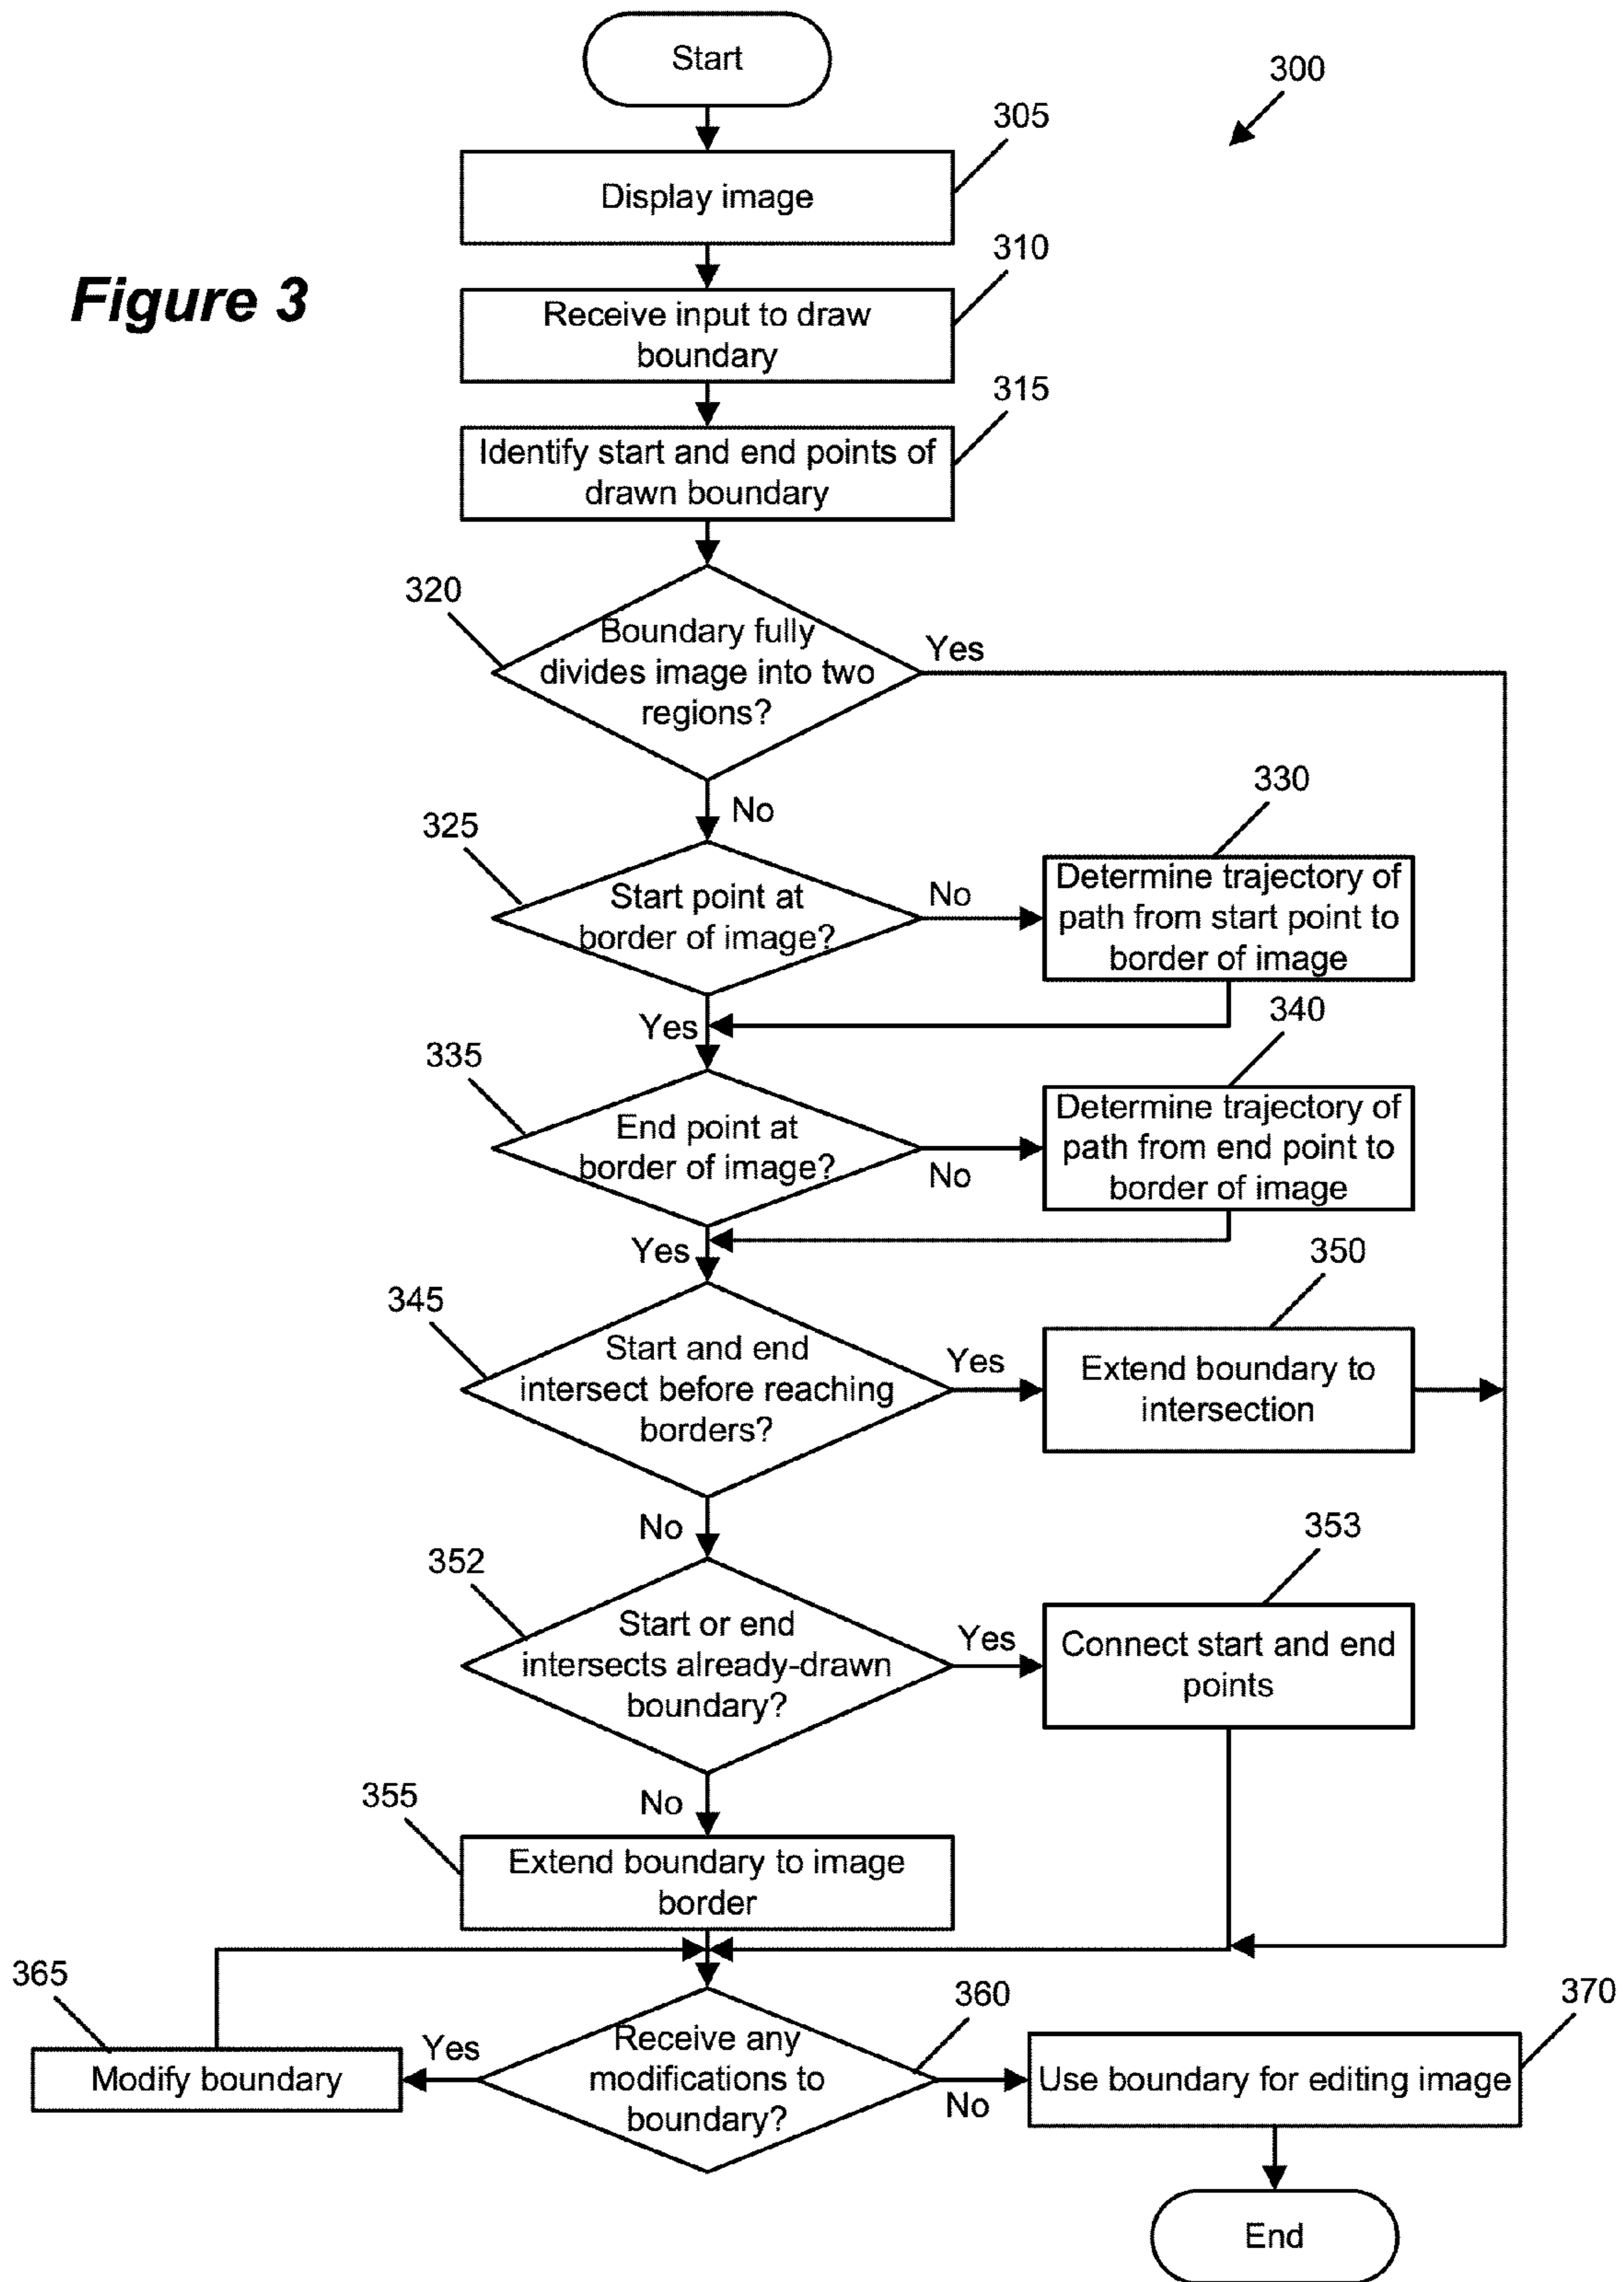 Start
300
305
Display image
310
Figure 3
Receive input to draw
boundary
315
Identify start and end points of
drawn boundary
320
Boundary fully
divides image into two
regions?
Yes
No
325
Start point at
border of image?
No
330
Determine trajectory of
path from start point to
border of image
Yes
335
End point at
border of image?
No
340
Determine trajectory of
path from end point to
border of image
Yes
345
Start and end
intersect before reaching
borders?
Yes
350
Extend boundary to
intersection
No
352
Start or end
intersects already-drawn
boundary?
Yes
353
Connect start and end
points
No
355
Extend boundary to image
border
365
Modify boundary
Yes
360
Receive any
modifications to
boundary?
No
370
Use boundary for editing image
End